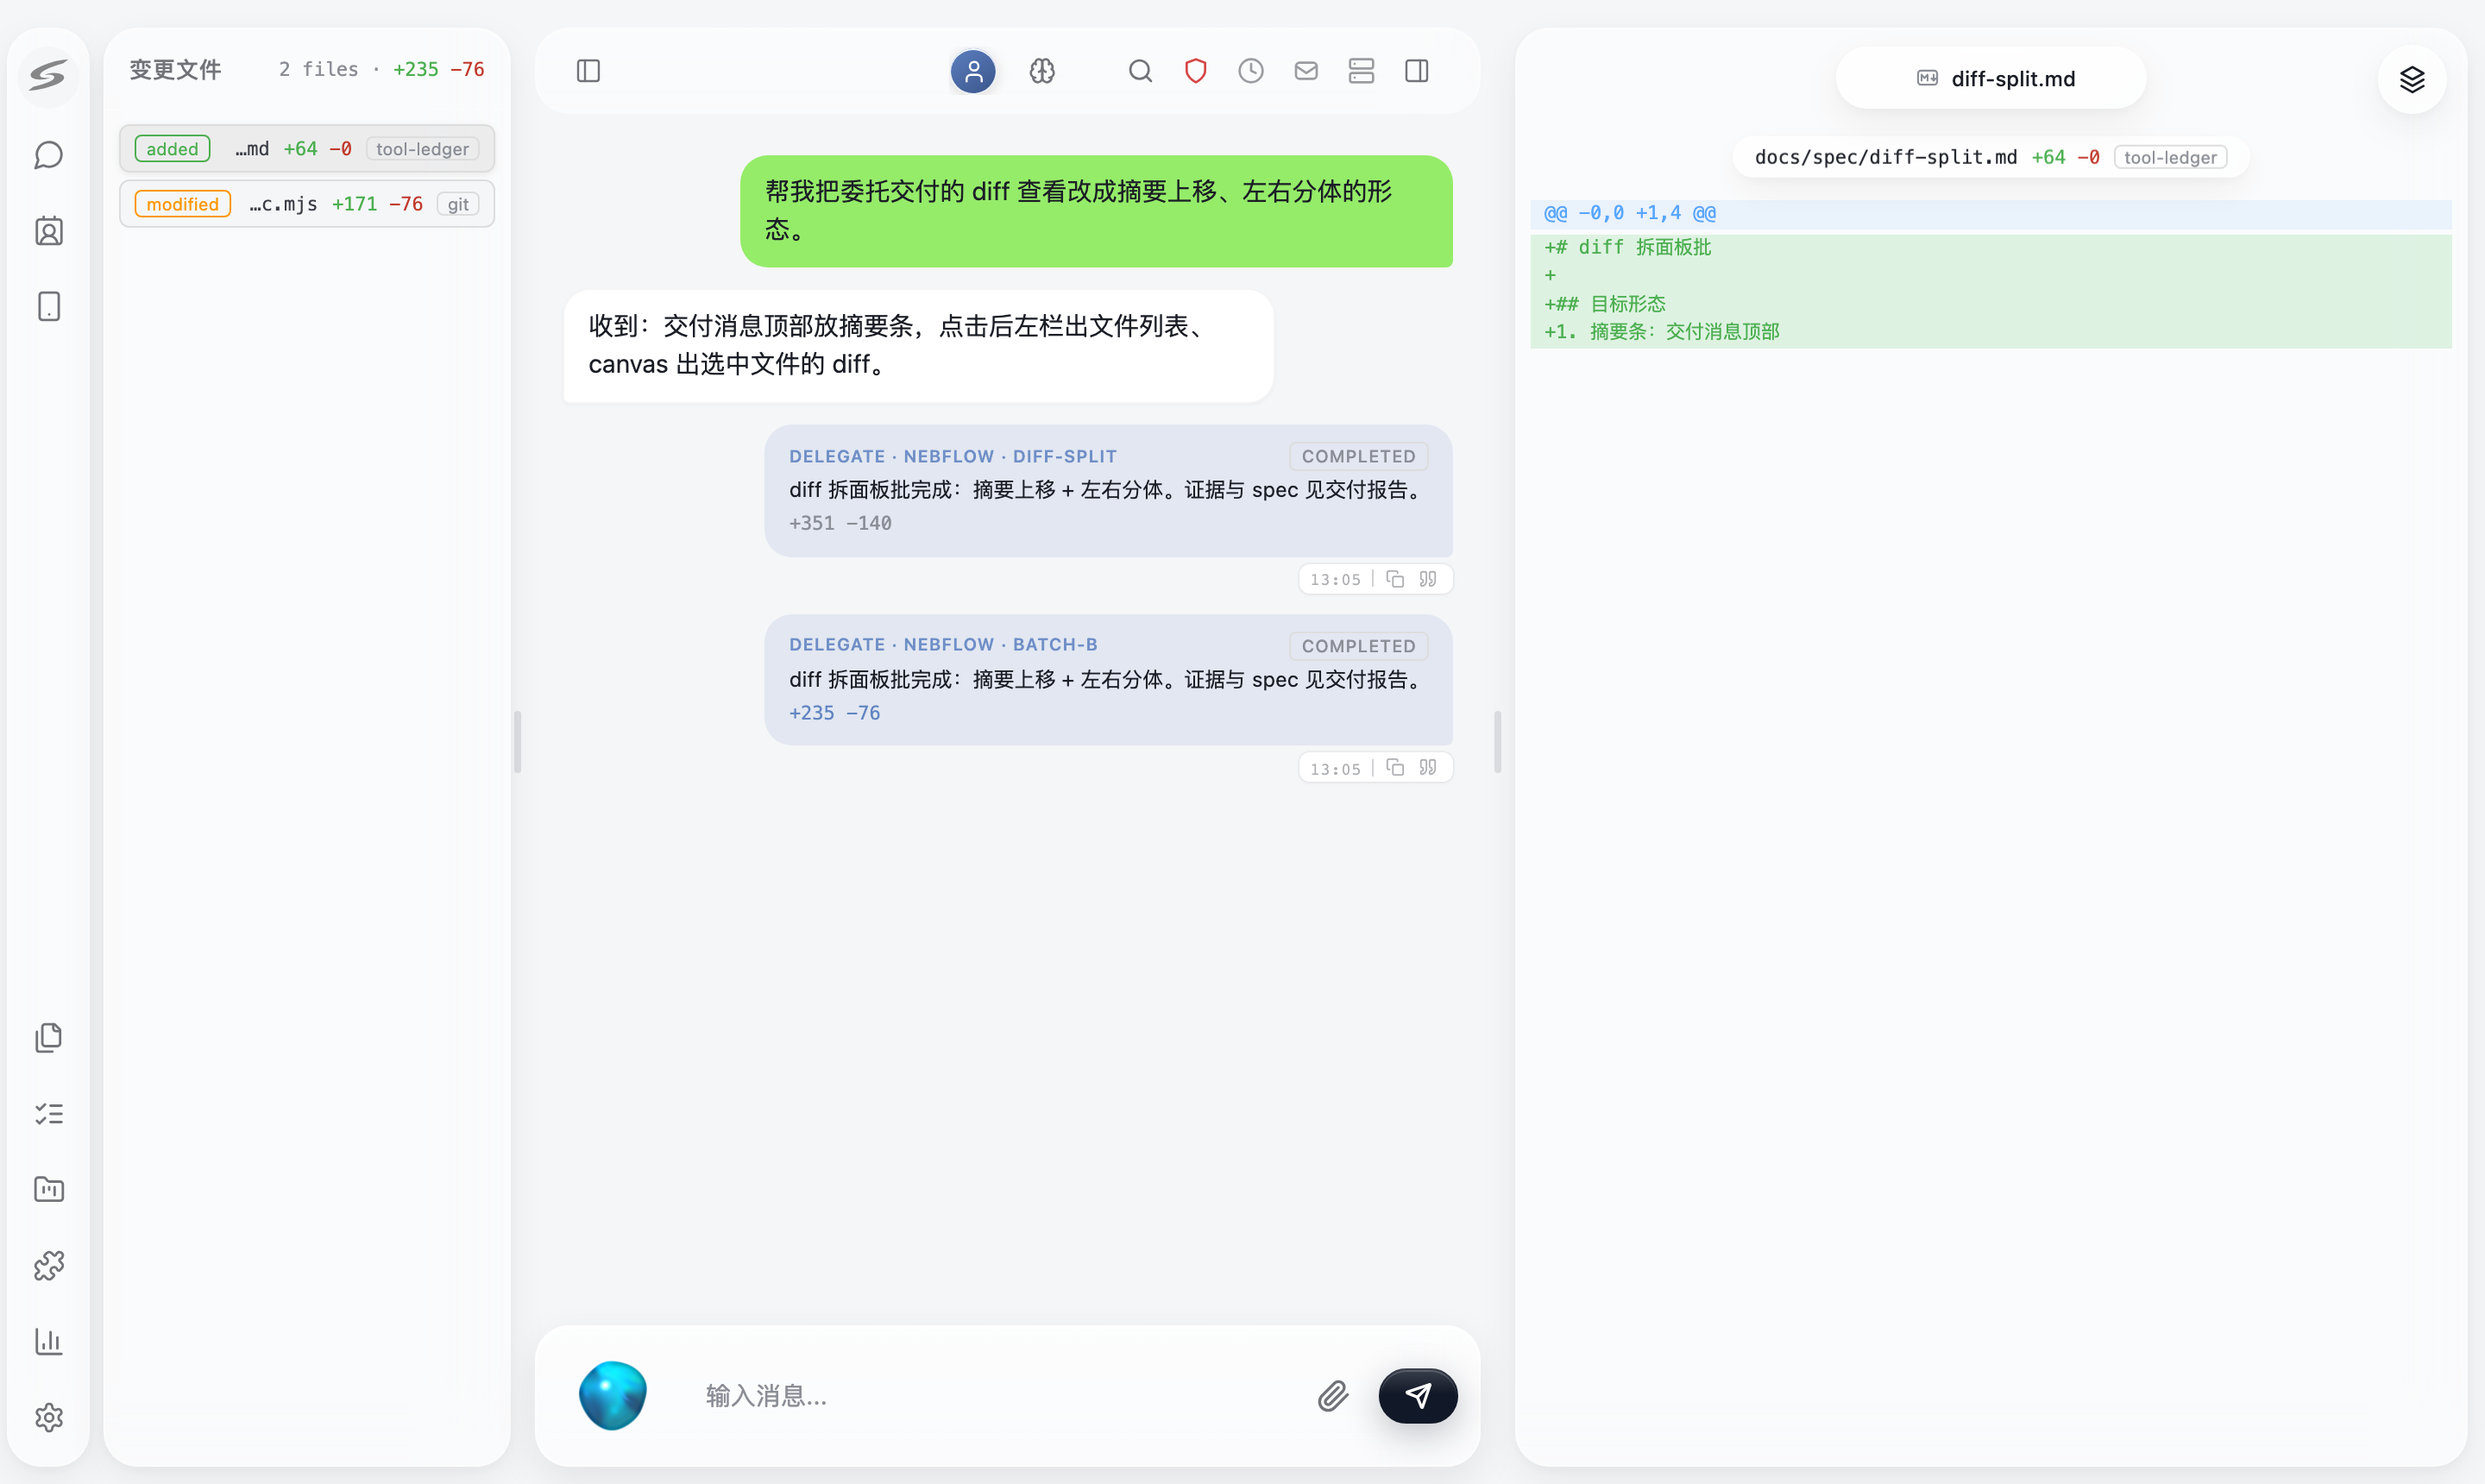 变更文件 2 files · +235 −76
added …md +64 −0 tool-ledger
modified …c.mjs +171 −76 git
帮我把委托交付的 diff 查看改成摘要上移、左右分体的形
态。
收到：交付消息顶部放摘要条，点击后左栏出文件列表、
canvas 出选中文件的 diff。
DELEGATE · NEBFLOW · DIFF-SPLIT COMPLETED
diff 拆面板批完成：摘要上移 + 左右分体。证据与 spec 见交付报告。
+351 −140
13:05
DELEGATE · NEBFLOW · BATCH-B COMPLETED
diff 拆面板批完成：摘要上移 + 左右分体。证据与 spec 见交付报告。
+235 −76
13:05
输入消息...
diff-split.md
docs/spec/diff-split.md +64 −0 tool-ledger
@@ −0,0 +1,4 @@
+# diff 拆面板批
+
+## 目标形态
+1. 摘要条：交付消息顶部